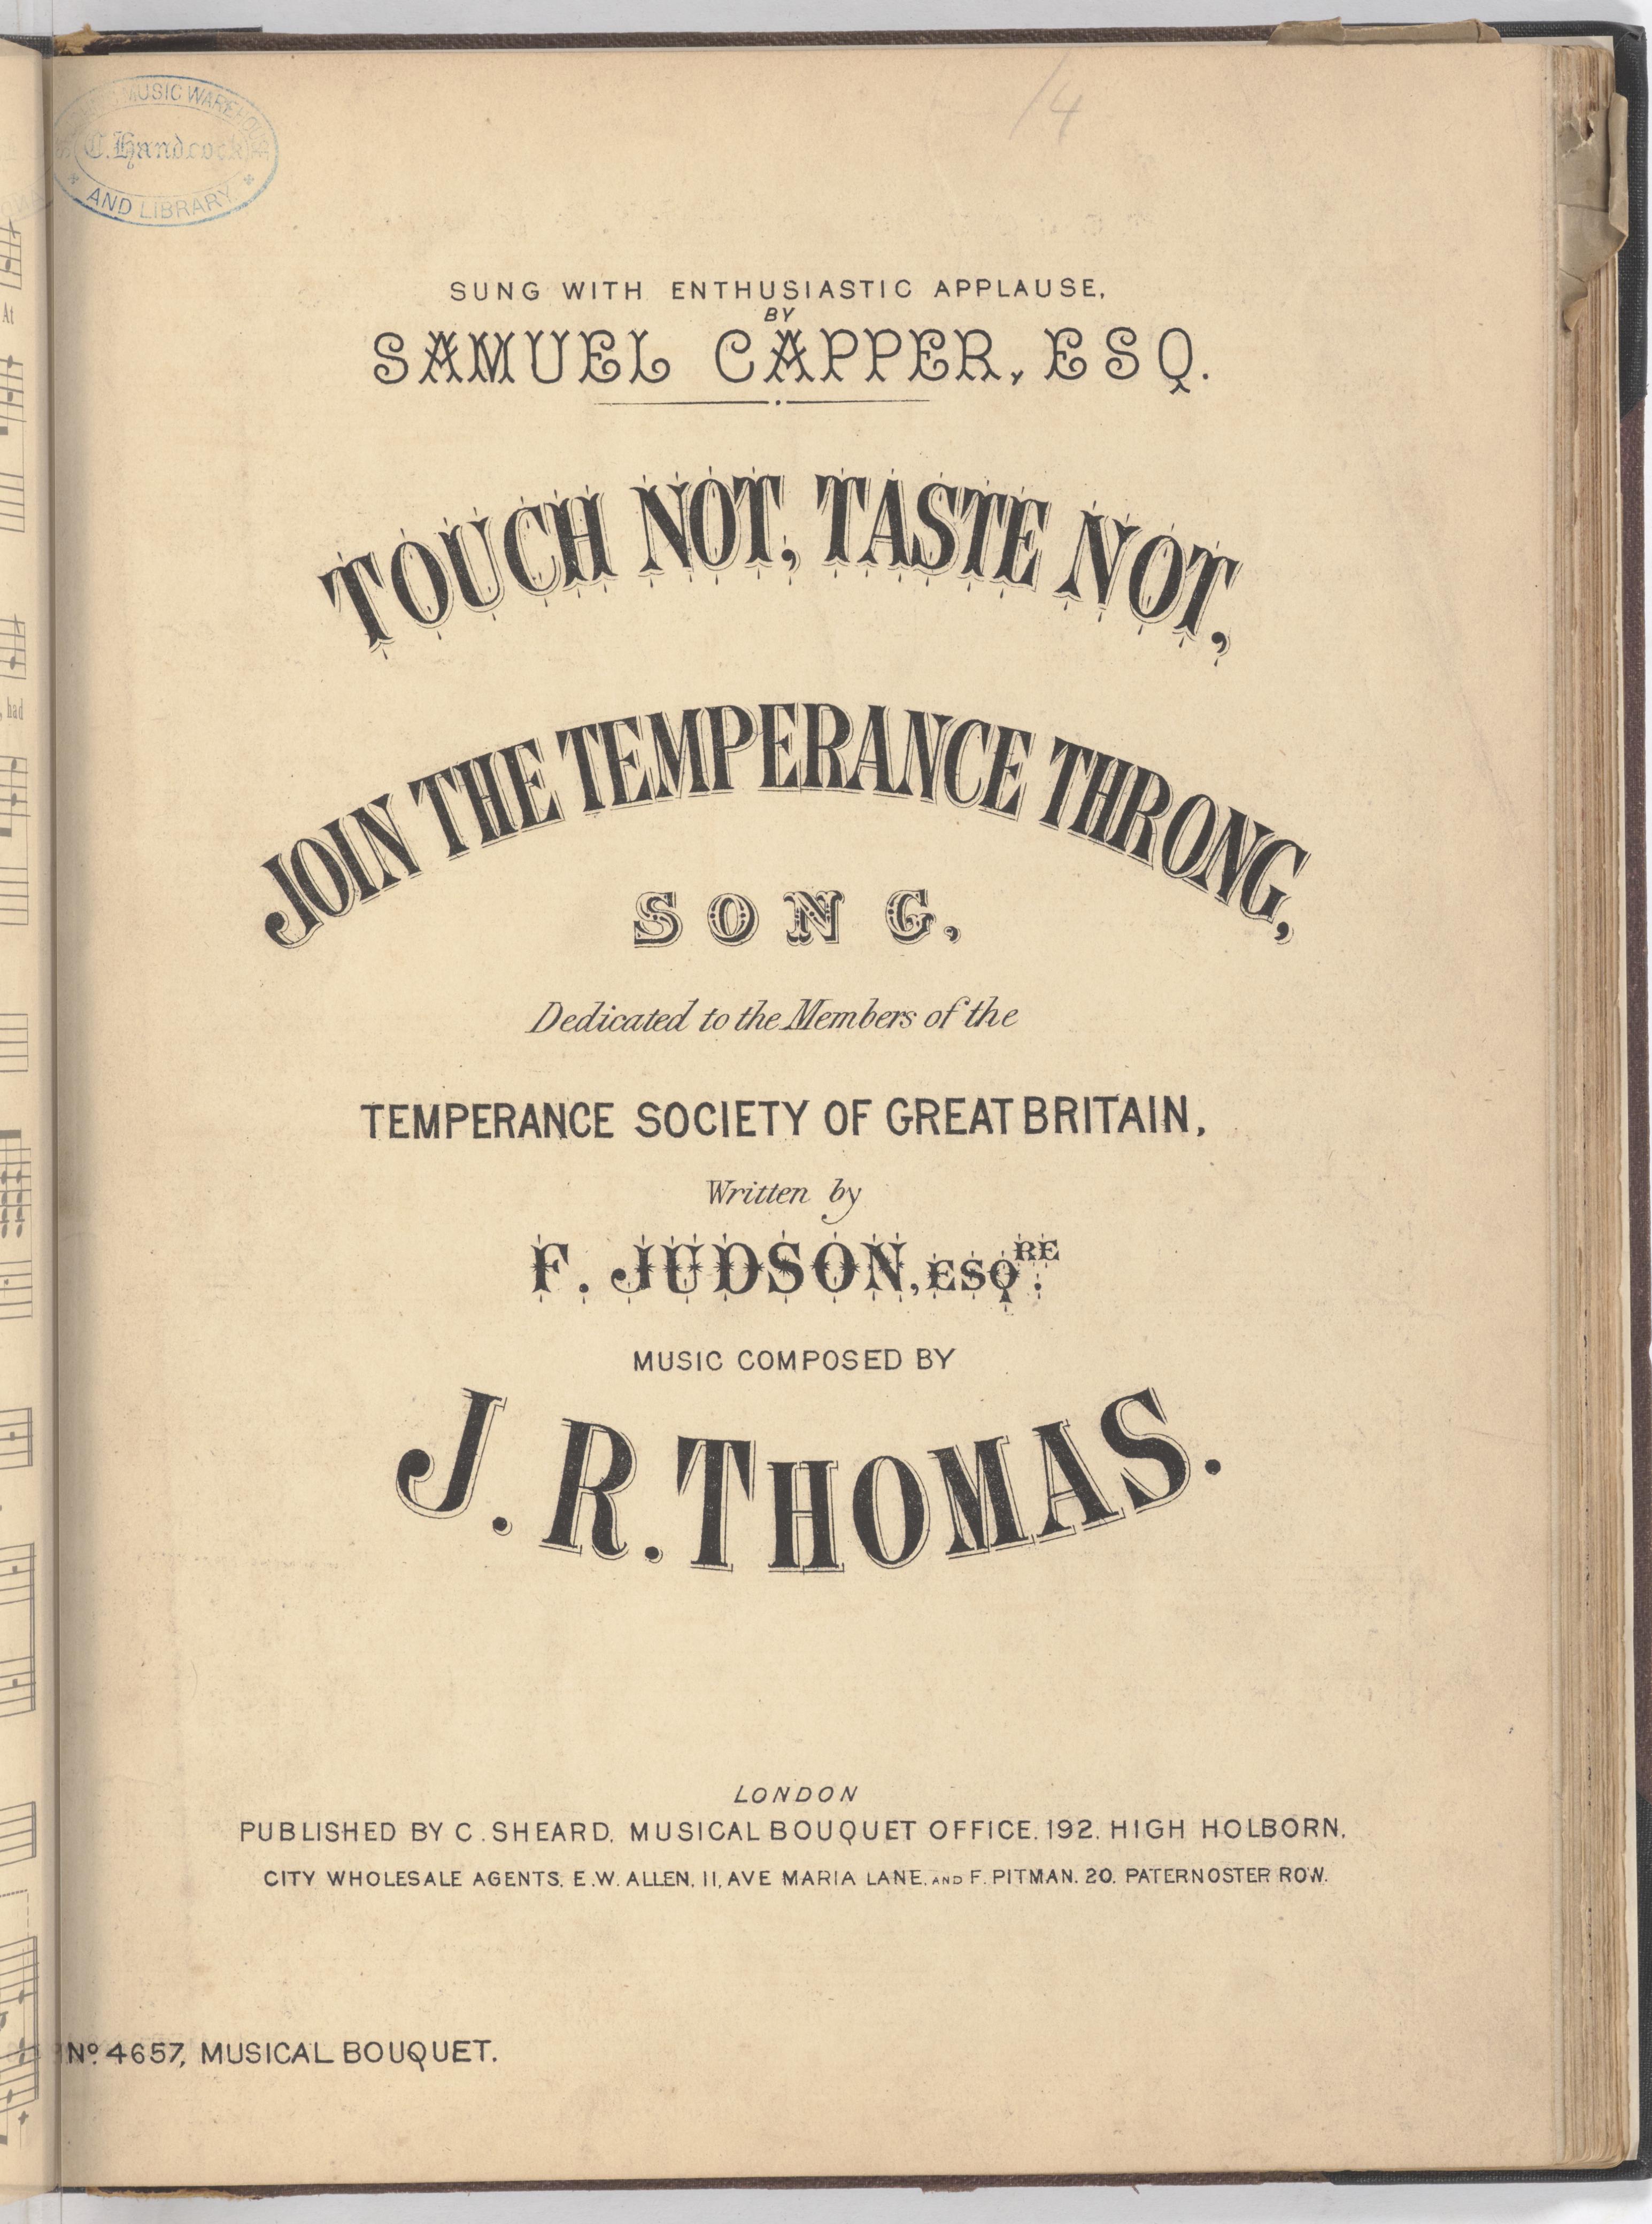 MUSIC WAREHOUSE
C. Handcock
AND LIBRARY
14
SUNG WITH ENTHUSIASTIC APPLAUSE,
BY
SAMUEL CAPPER, ESQ.
TOUCH NOT, TASTE NOT,
JOIN THE TEMPERANCE THRONG,
SONG,
Dedicated to the Members of the
TEMPERANCE SOCIETY OF GREAT BRITAIN,
Written by
F. JUDSON, ESQRE.
MUSIC COMPOSED BY
J. R. THOMAS.
LONDON
PUBLISHED BY C. SHEARD, MUSICAL BOUQUET OFFICE. 192. HIGH HOLBORN.
CITY WHOLESALE AGENTS. E.W. ALLEN. 11, AVE MARIA LANE. AND F. PITMAN. 20. PATERNOSTER ROW.
No. 4657, MUSICAL BOUQUET.
At
, had